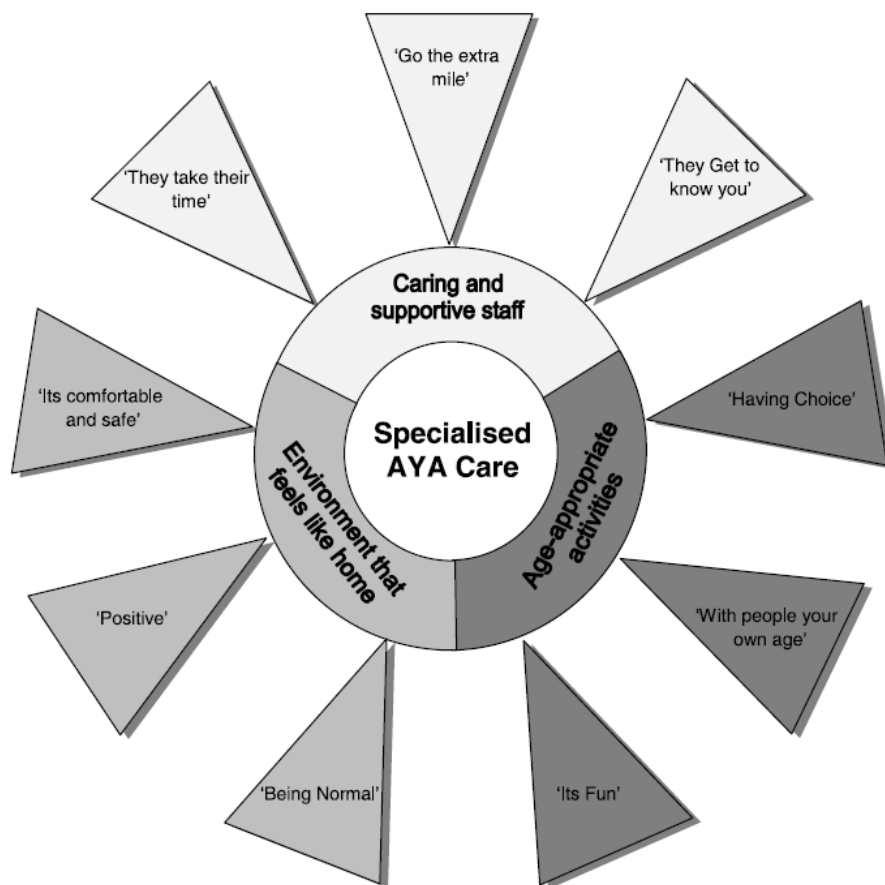 ‘Go the extra
mile’
‘They take their
time’
‘They Get to
know you’
Caring and
supportive staff
‘Its comfortable
and safe’
‘Having Choice’
Specialised
AYA Care
Environment that
feels like home
Age-appropriate
activities
‘Positive’
‘With people your
own age’
‘Being Normal’
‘Its Fun’